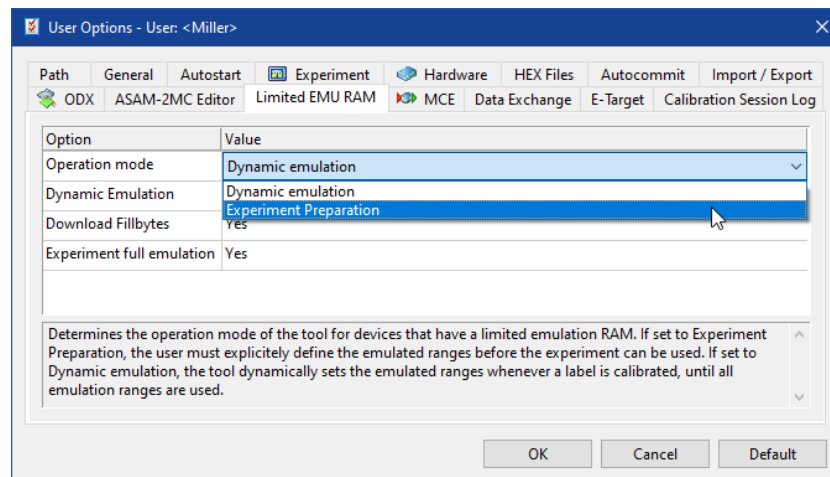 User Options - User: <Miller>
Path General Autostart Experiment Hardware HEX Files Autocommit Import / Export
ODX ASAM-2MC Editor Limited EMU RAM MCE Data Exchange E-Target Calibration Session Log
Option Value
Operation mode Dynamic emulation
Dynamic Emulation Dynamic emulation
Experiment Preparation
Download Fillbytes Yes
Experiment full emulation Yes
Determines the operation mode of the tool for devices that have a limited emulation RAM. If set to Experiment
Preparation, the user must explicitely define the emulated ranges before the experiment can be used. If set to
Dynamic emulation, the tool dynamically sets the emulated ranges whenever a label is calibrated, until all
emulation ranges are used.
OK Cancel Default